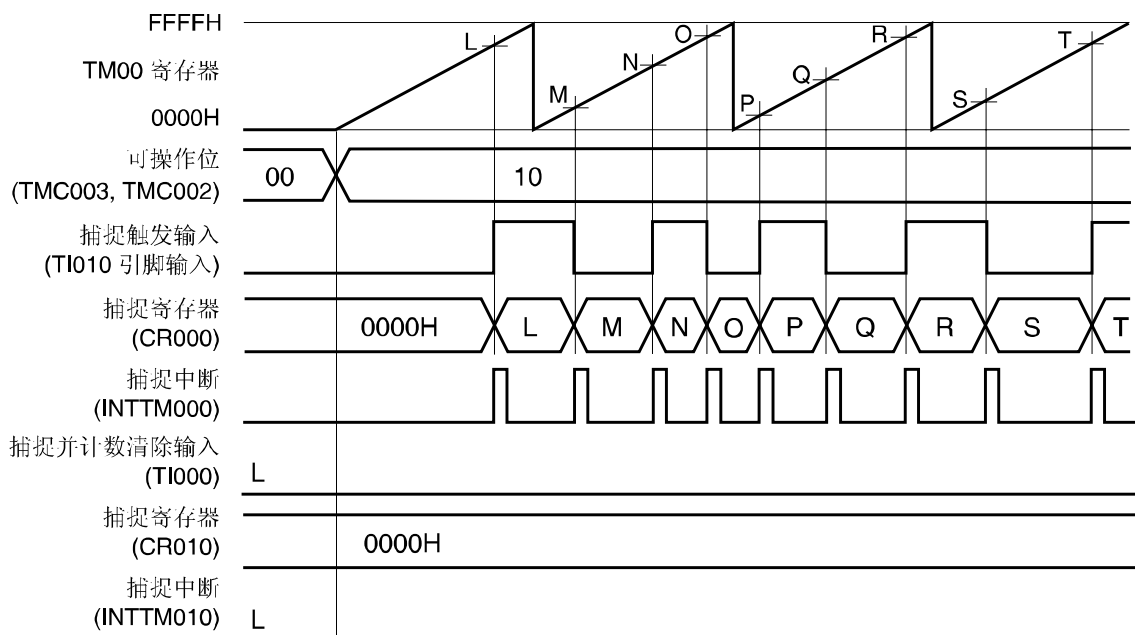 FFFFH
TM00 寄存器
0000H
L M N O P Q R S T
可操作位
(TMC003, TMC002)
00 10
捕捉触发输入
(TI010 引脚输入)
捕捉寄存器
(CR000)
0000H L M N O P Q R S T
捕捉中断
(INTTM000)
捕捉并计数清除输入
(TI000)
L
捕捉寄存器
(CR010)
0000H
捕捉中断
(INTTM010)
L